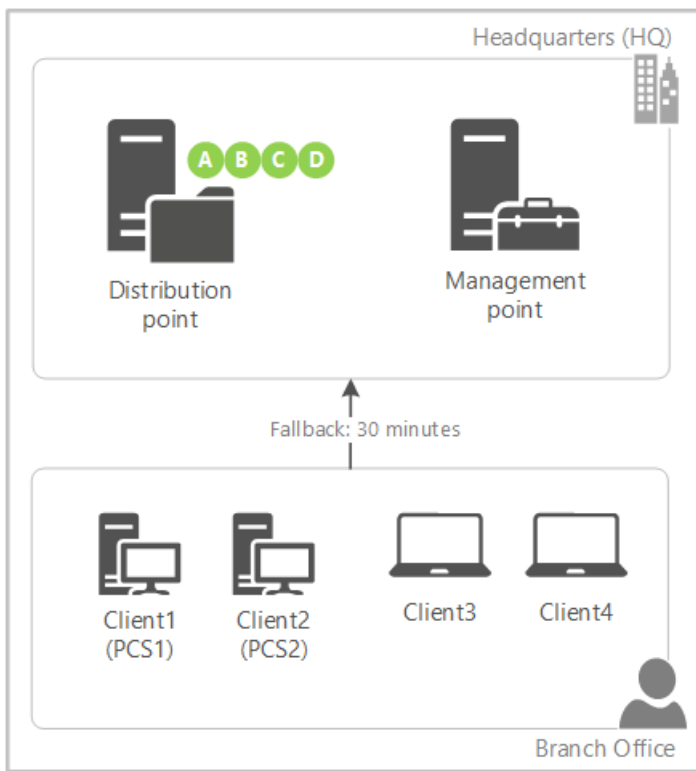 Headquarters (HQ)
A B C D
Distribution
point
Management
point
Fallback: 30 minutes
Client1
(PCS1)
Client2
(PCS2)
Client3
Client4
Branch Office